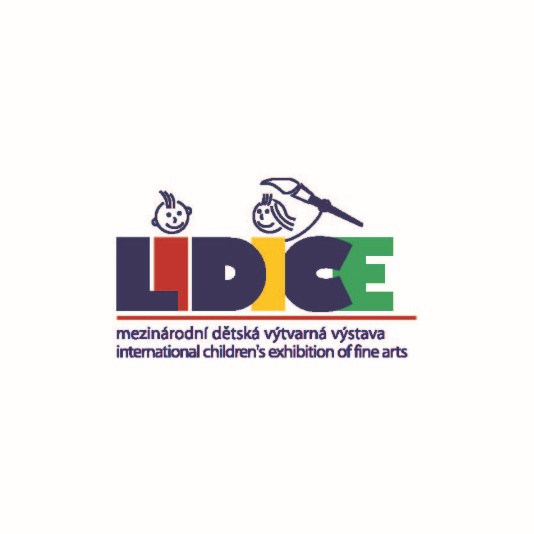 LIDICE
mezinárodní dětská výtvarná výstava
international children's exhibition of fine arts